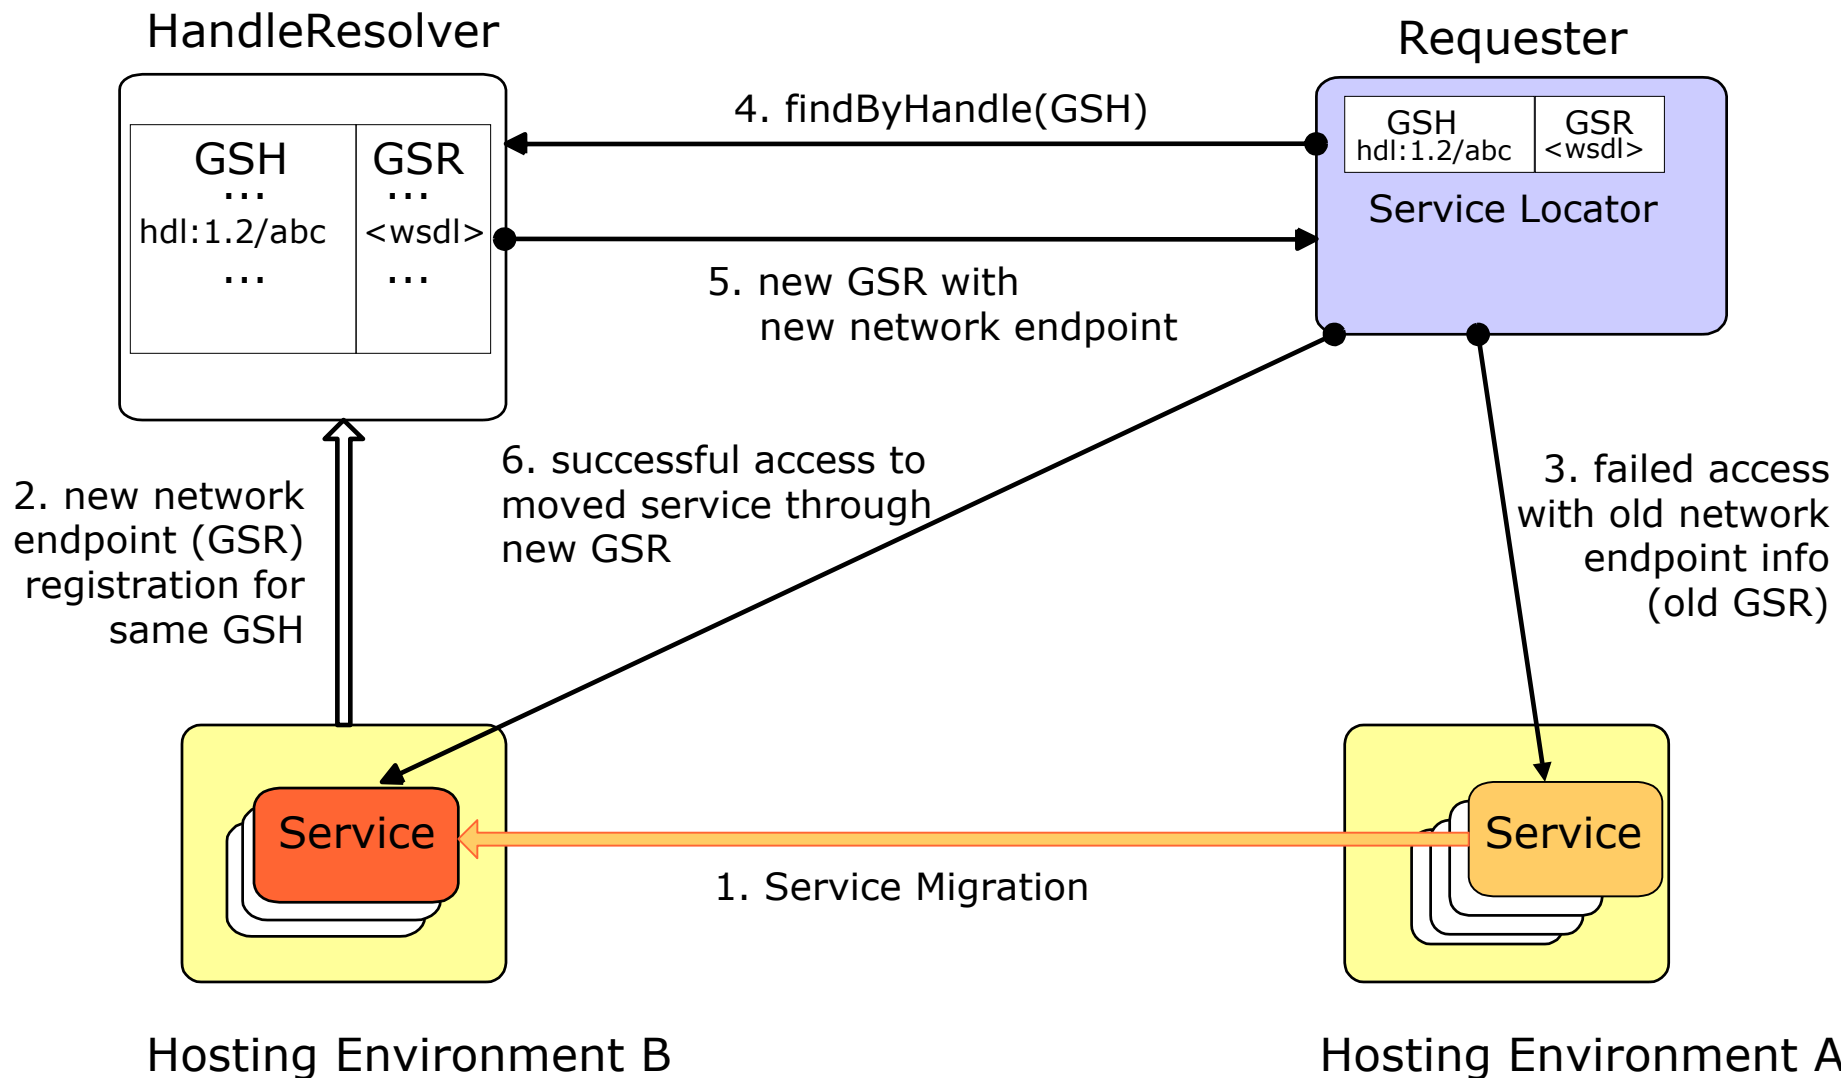 HandleResolver
Requester
GSH
GSR
...
...
hdl:1.2/abc
<wsdl>
...
...
4. findByHandle(GSH)
GSH
GSR
hdl:1.2/abc
<wsdl>
Service Locator
5. new GSR with
new network endpoint
2. new network
endpoint (GSR)
registration for
same GSH
6. successful access to
moved service through
new GSR
3. failed access
with old network
endpoint info
(old GSR)
Service
Service
1. Service Migration
Hosting Environment B
Hosting Environment A